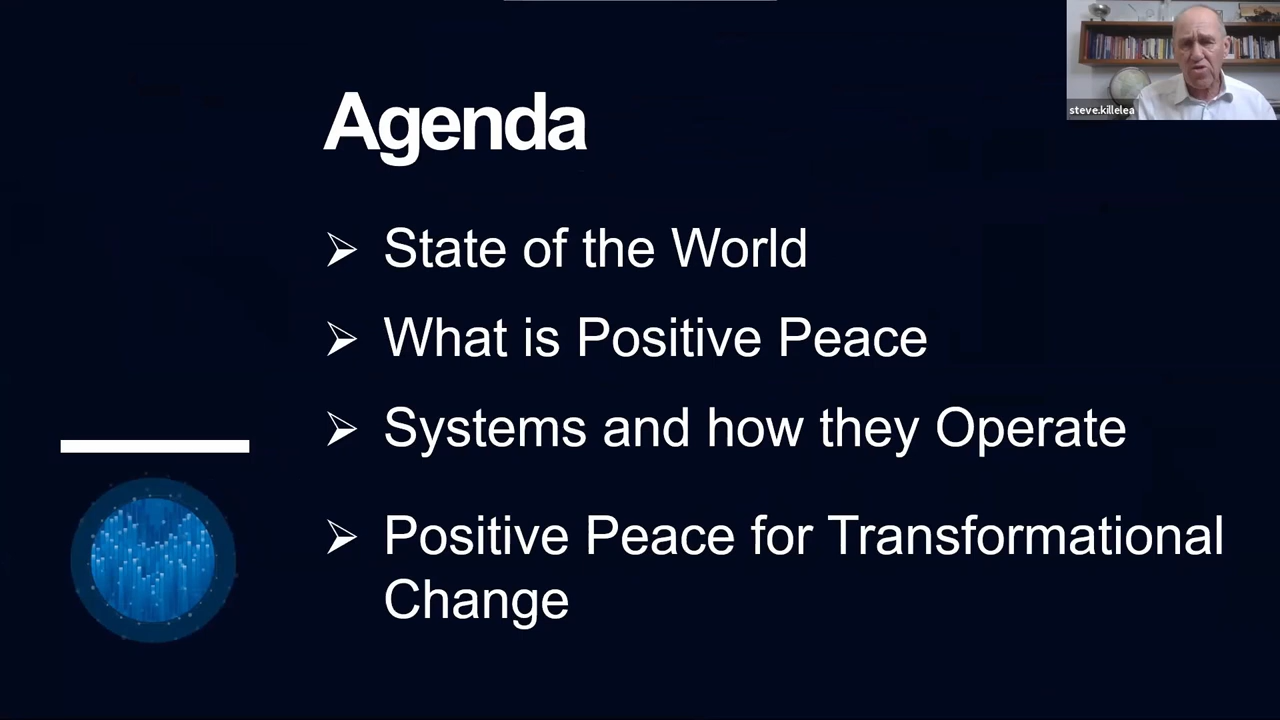 Agenda
State of the World
What is Positive Peace
Systems and how they Operate
Positive Peace for Transformational
Change
steve.killelea